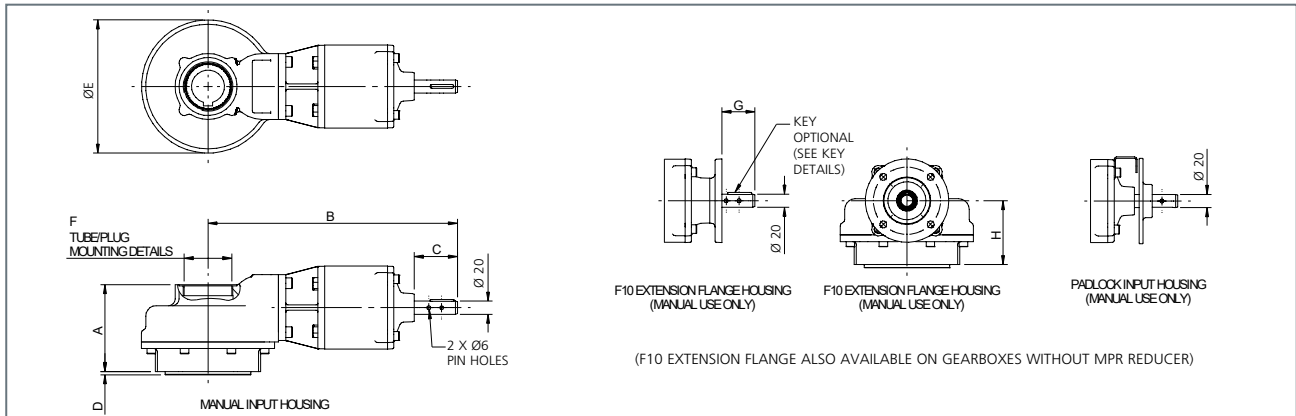 ØE
F
TUBE/PLUG
MOUNTING DETAILS
B
C
Ø 20
A
D
2 X Ø6
PIN HOLES
MANUAL INPUT HOUSING
G
KEY
OPTIONAL
(SEE KEY
DETAILS)
Ø 20
F10 EXTENSION FLANGE HOUSING
(MANUAL USE ONLY)
H
F10 EXTENSION FLANGE HOUSING
(MANUAL USE ONLY)
Ø 20
PADLOCK INPUT HOUSING
(MANUAL USE ONLY)
(F10 EXTENSION FLANGE ALSO AVAILABLE ON GEARBOXES WITHOUT MPR REDUCER)